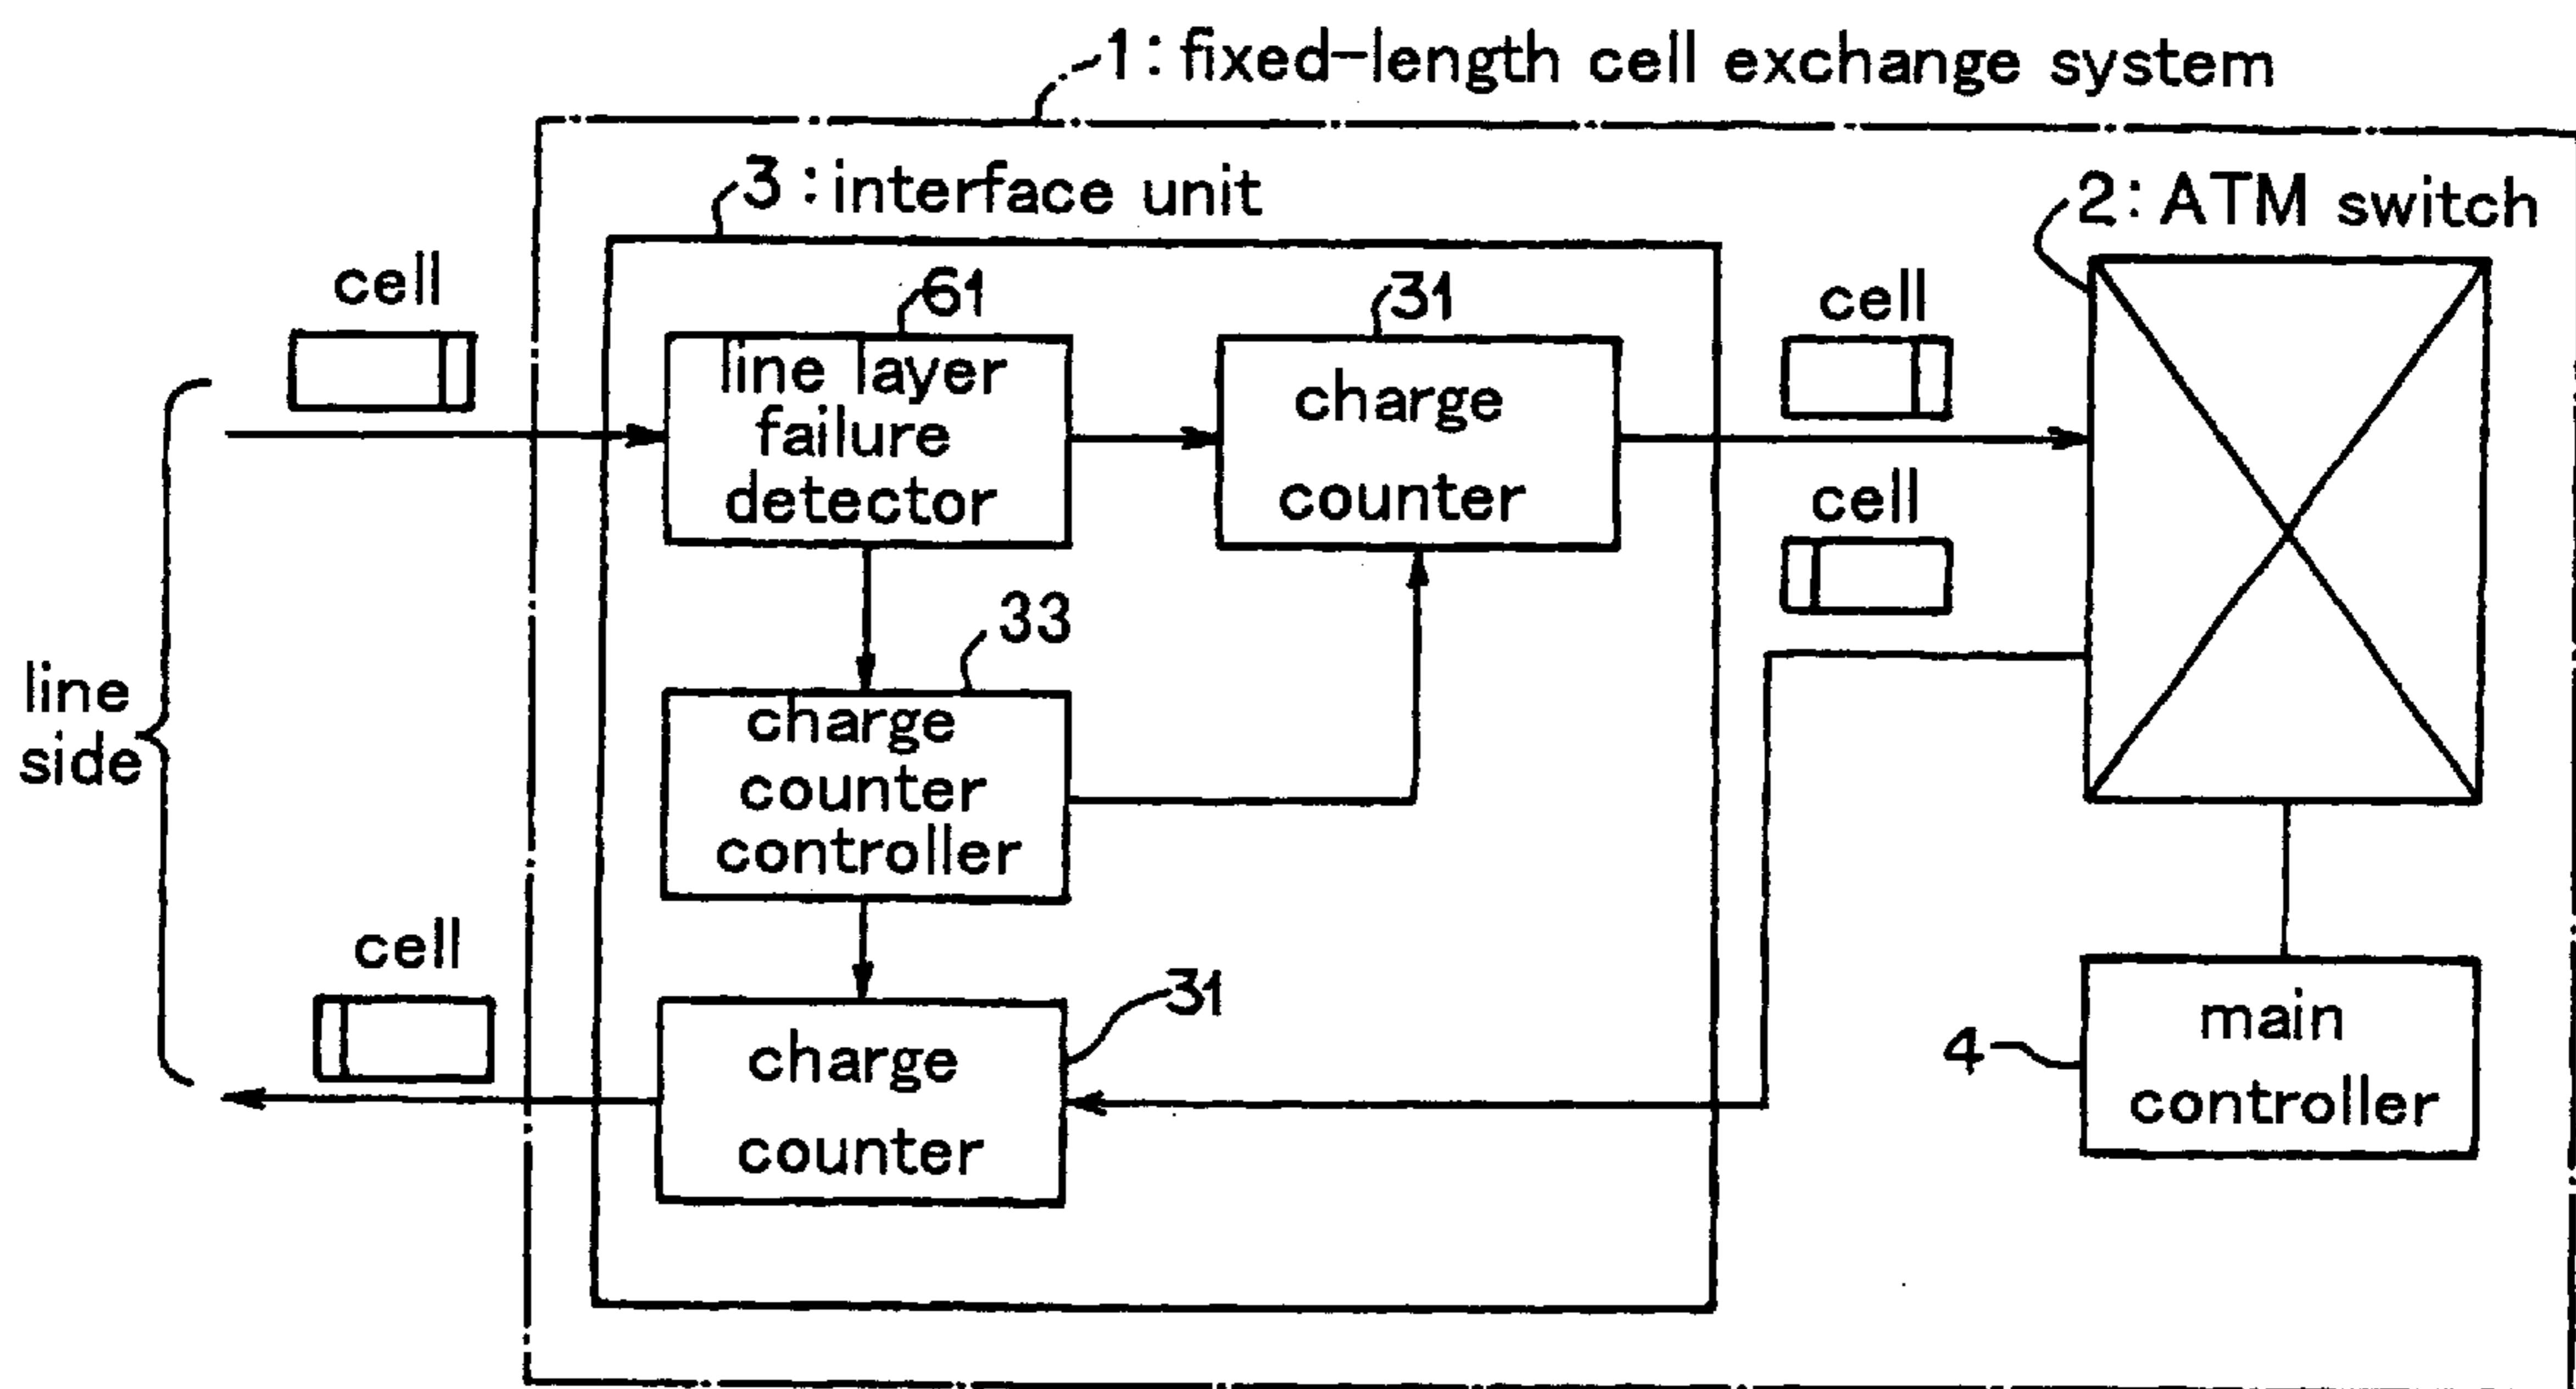 1: fixed-length cell exchange system
3: interface unit
2: ATM switch
cell
61
31
cell
line layer
failure
detector
charge
counter
cell
33
line
side
charge
counter
controller
cell
31
charge
counter
4
main
controller